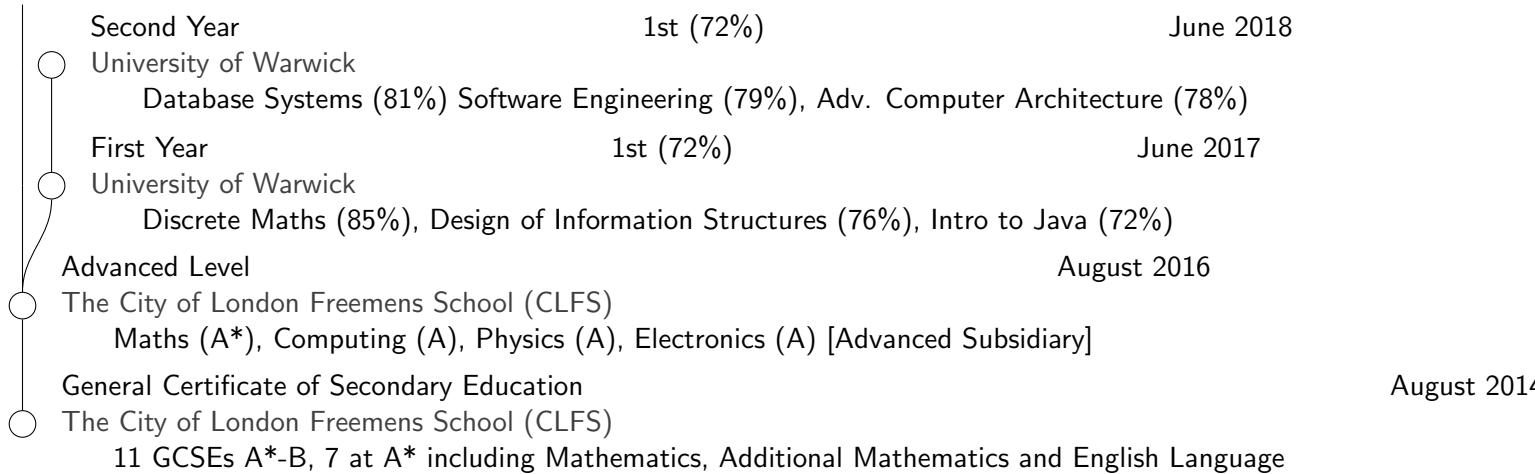 Second Year 1st (72%) June 2018
University of Warwick
Database Systems (81%) Software Engineering (79%), Adv. Computer Architecture (78%)
First Year 1st (72%) June 2017
University of Warwick
Discrete Maths (85%), Design of Information Structures (76%), Intro to Java (72%)
Advanced Level August 2016
The City of London Freemens School (CLFS)
Maths (A*), Computing (A), Physics (A), Electronics (A) [Advanced Subsidiary]
General Certificate of Secondary Education August 2014
The City of London Freemens School (CLFS)
11 GCSEs A*-B, 7 at A* including Mathematics, Additional Mathematics and English Language